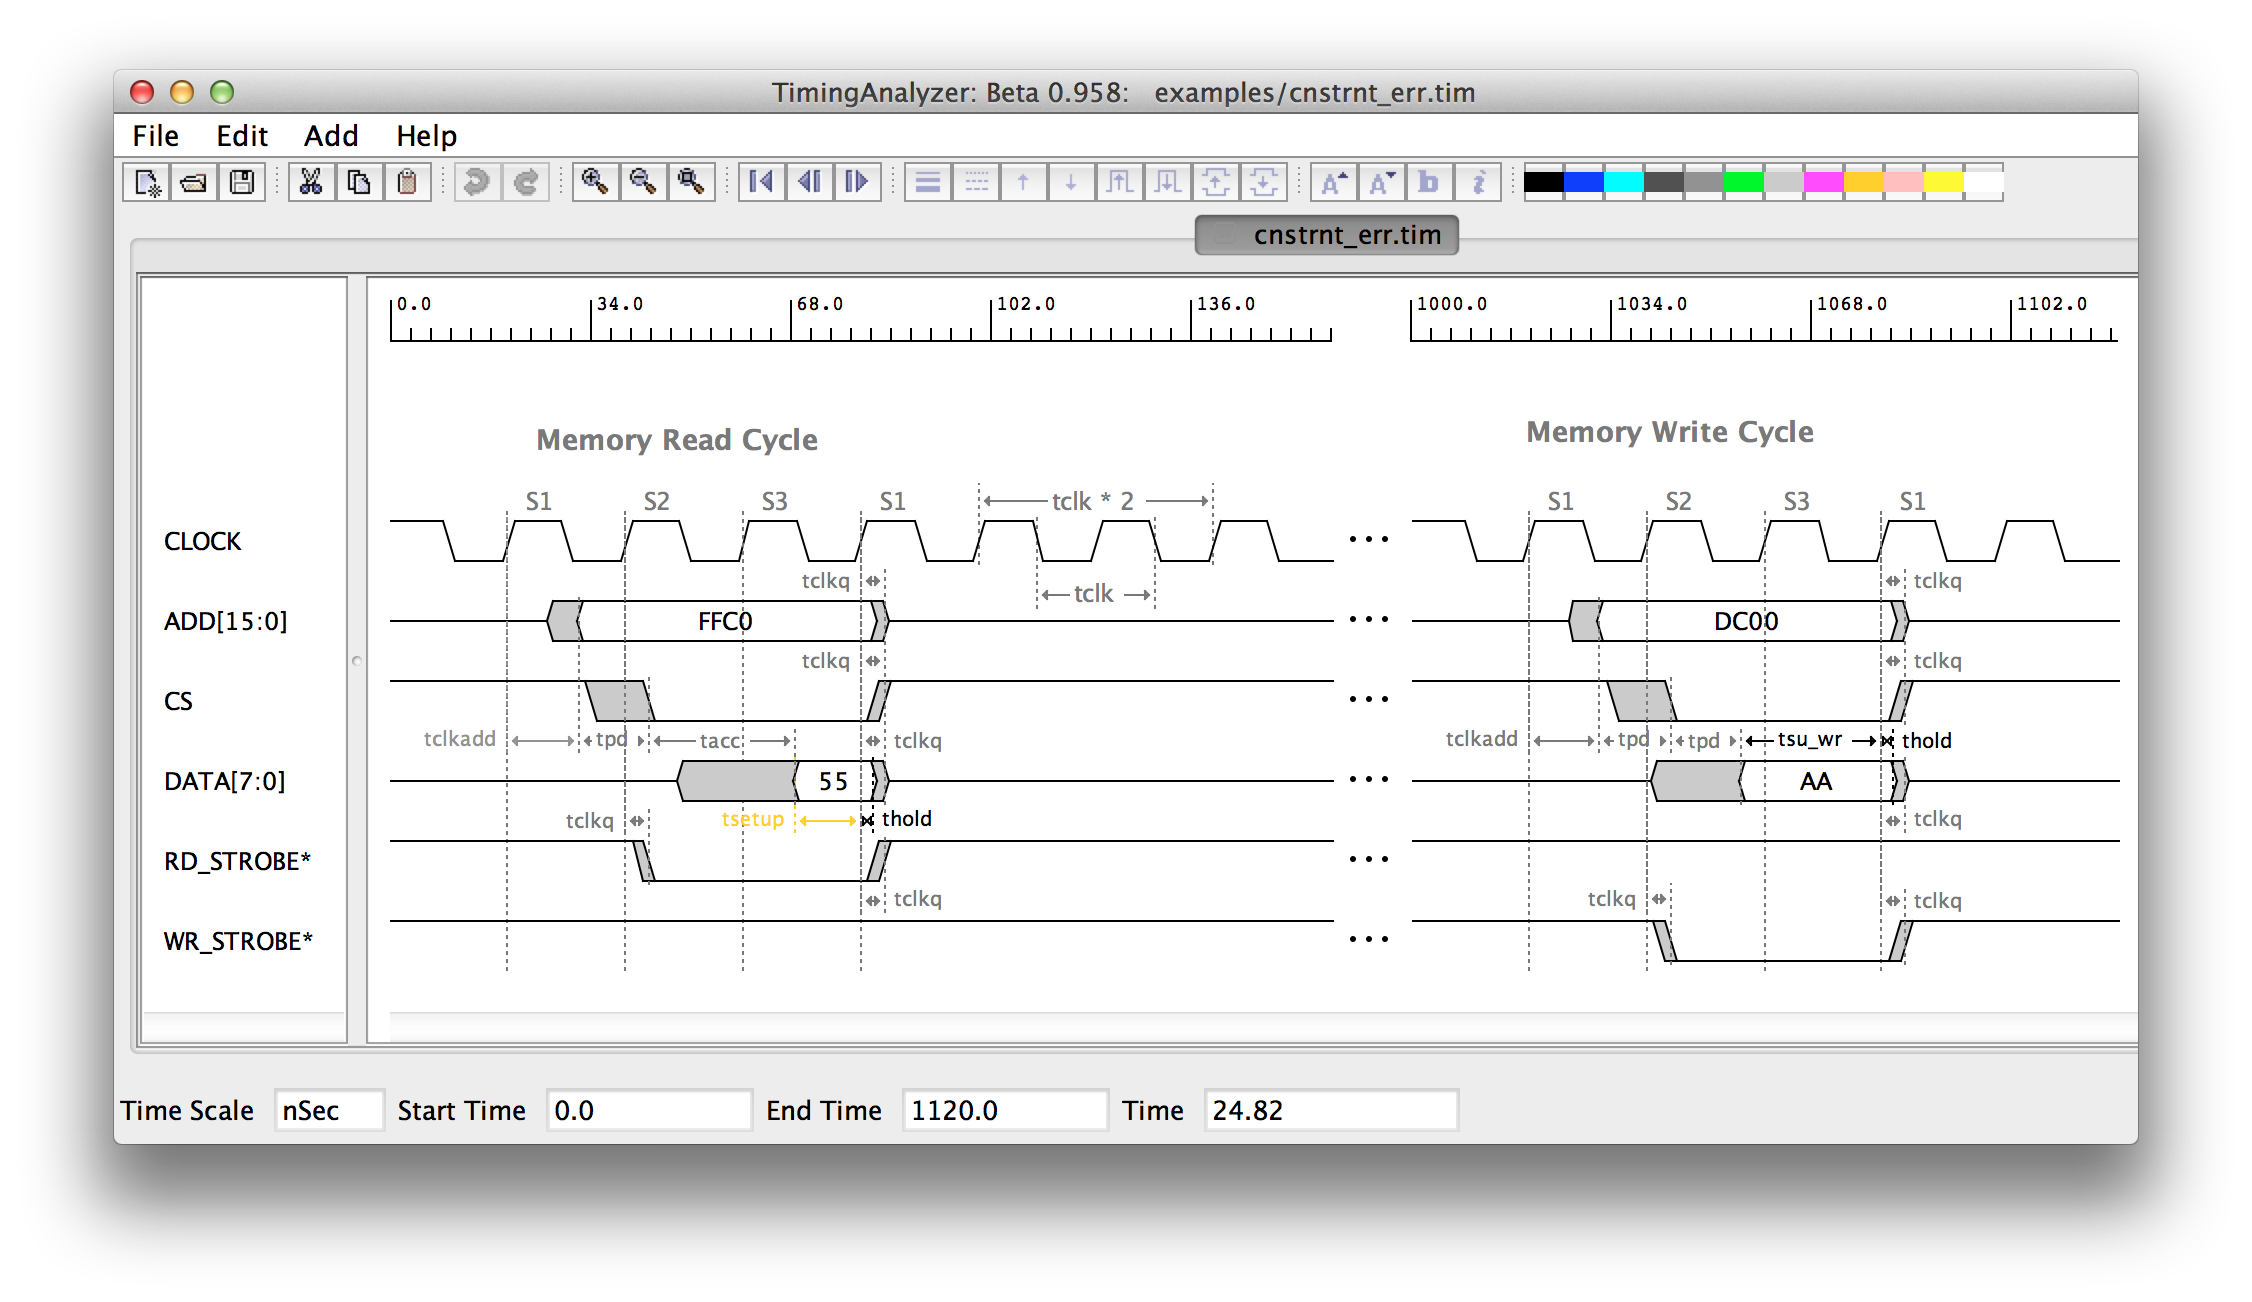 TimingAnalyzer: Beta 0.958:   examples/cnstrnt_err.tim
File Edit Add Help
A A b i
cnstrnt_err.tim
0.0 34.0 68.0 102.0 136.0 1000.0 1034.0 1068.0 1102.0
Memory Read Cycle Memory Write Cycle
S1 S2 S3 S1 tclk * 2 S1 S2 S3 S1
CLOCK
tclkq tclk tclkq
ADD[15:0] FFC0 DC00
tclkq tclkq
CS
tclkadd tpd tacc tclkq tclkadd tpd tpd tsu_wr thold
DATA[7:0] 55 AA
tclkq tsetup thold tclkq
RD_STROBE*
tclkq tclkq tclkq
WR_STROBE*
Time Scale nSec Start Time 0.0 End Time 1120.0 Time 24.82